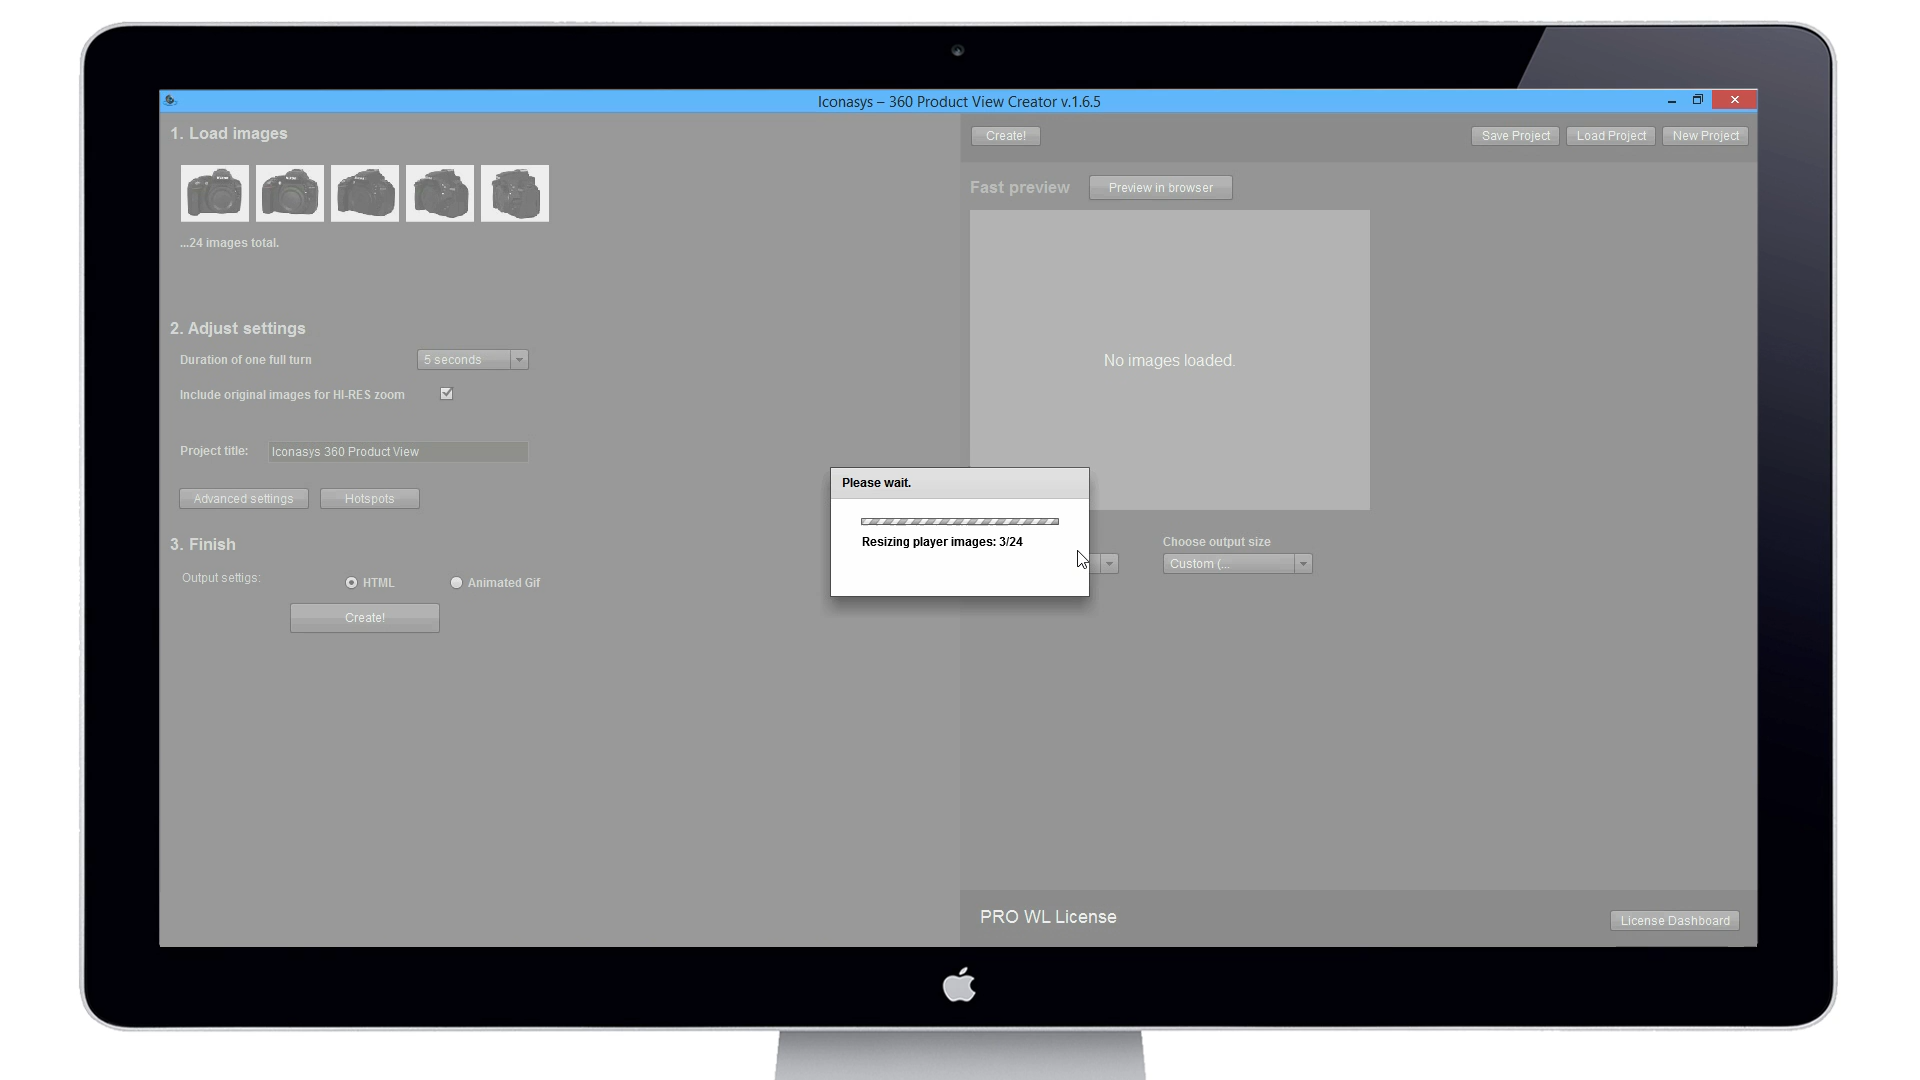 Iconasys – 360 Product View Creator v.1.6.5
1. Load images
...24 images total.
2. Adjust settings
Duration of one full turn
5 seconds
Include original images for HI-RES zoom
Project title:
Iconasys 360 Product View
Advanced settings
Hotspots
3. Finish
Output settigs:
HTML
Animated Gif
Create!
Create!
Save Project
Load Project
New Project
Fast preview
Preview in browser
No images loaded.
Please wait.
Resizing player images: 3/24
Choose output size
Custom (...
PRO WL License
License Dashboard